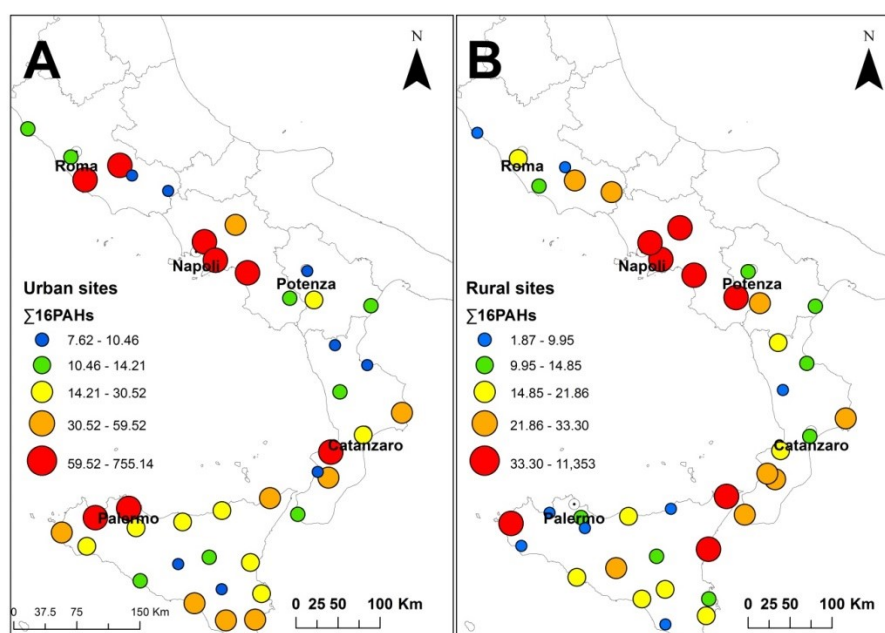 A
N
Roma
Napoli
Potenza
Urban sites
∑16PAHs
7.62 - 10.46
10.46 - 14.21
14.21 - 30.52
30.52 - 59.52
59.52 - 755.14
Catanzaro
Palermo
0 37.5 75 150 Km
0 25 50 100 Km
B
N
Roma
Napoli
Potenza
Rural sites
∑16PAHs
1.87 - 9.95
9.95 - 14.85
14.85 - 21.86
21.86 - 33.30
33.30 - 11,353
Catanzaro
Palermo
0 25 50 100 Km